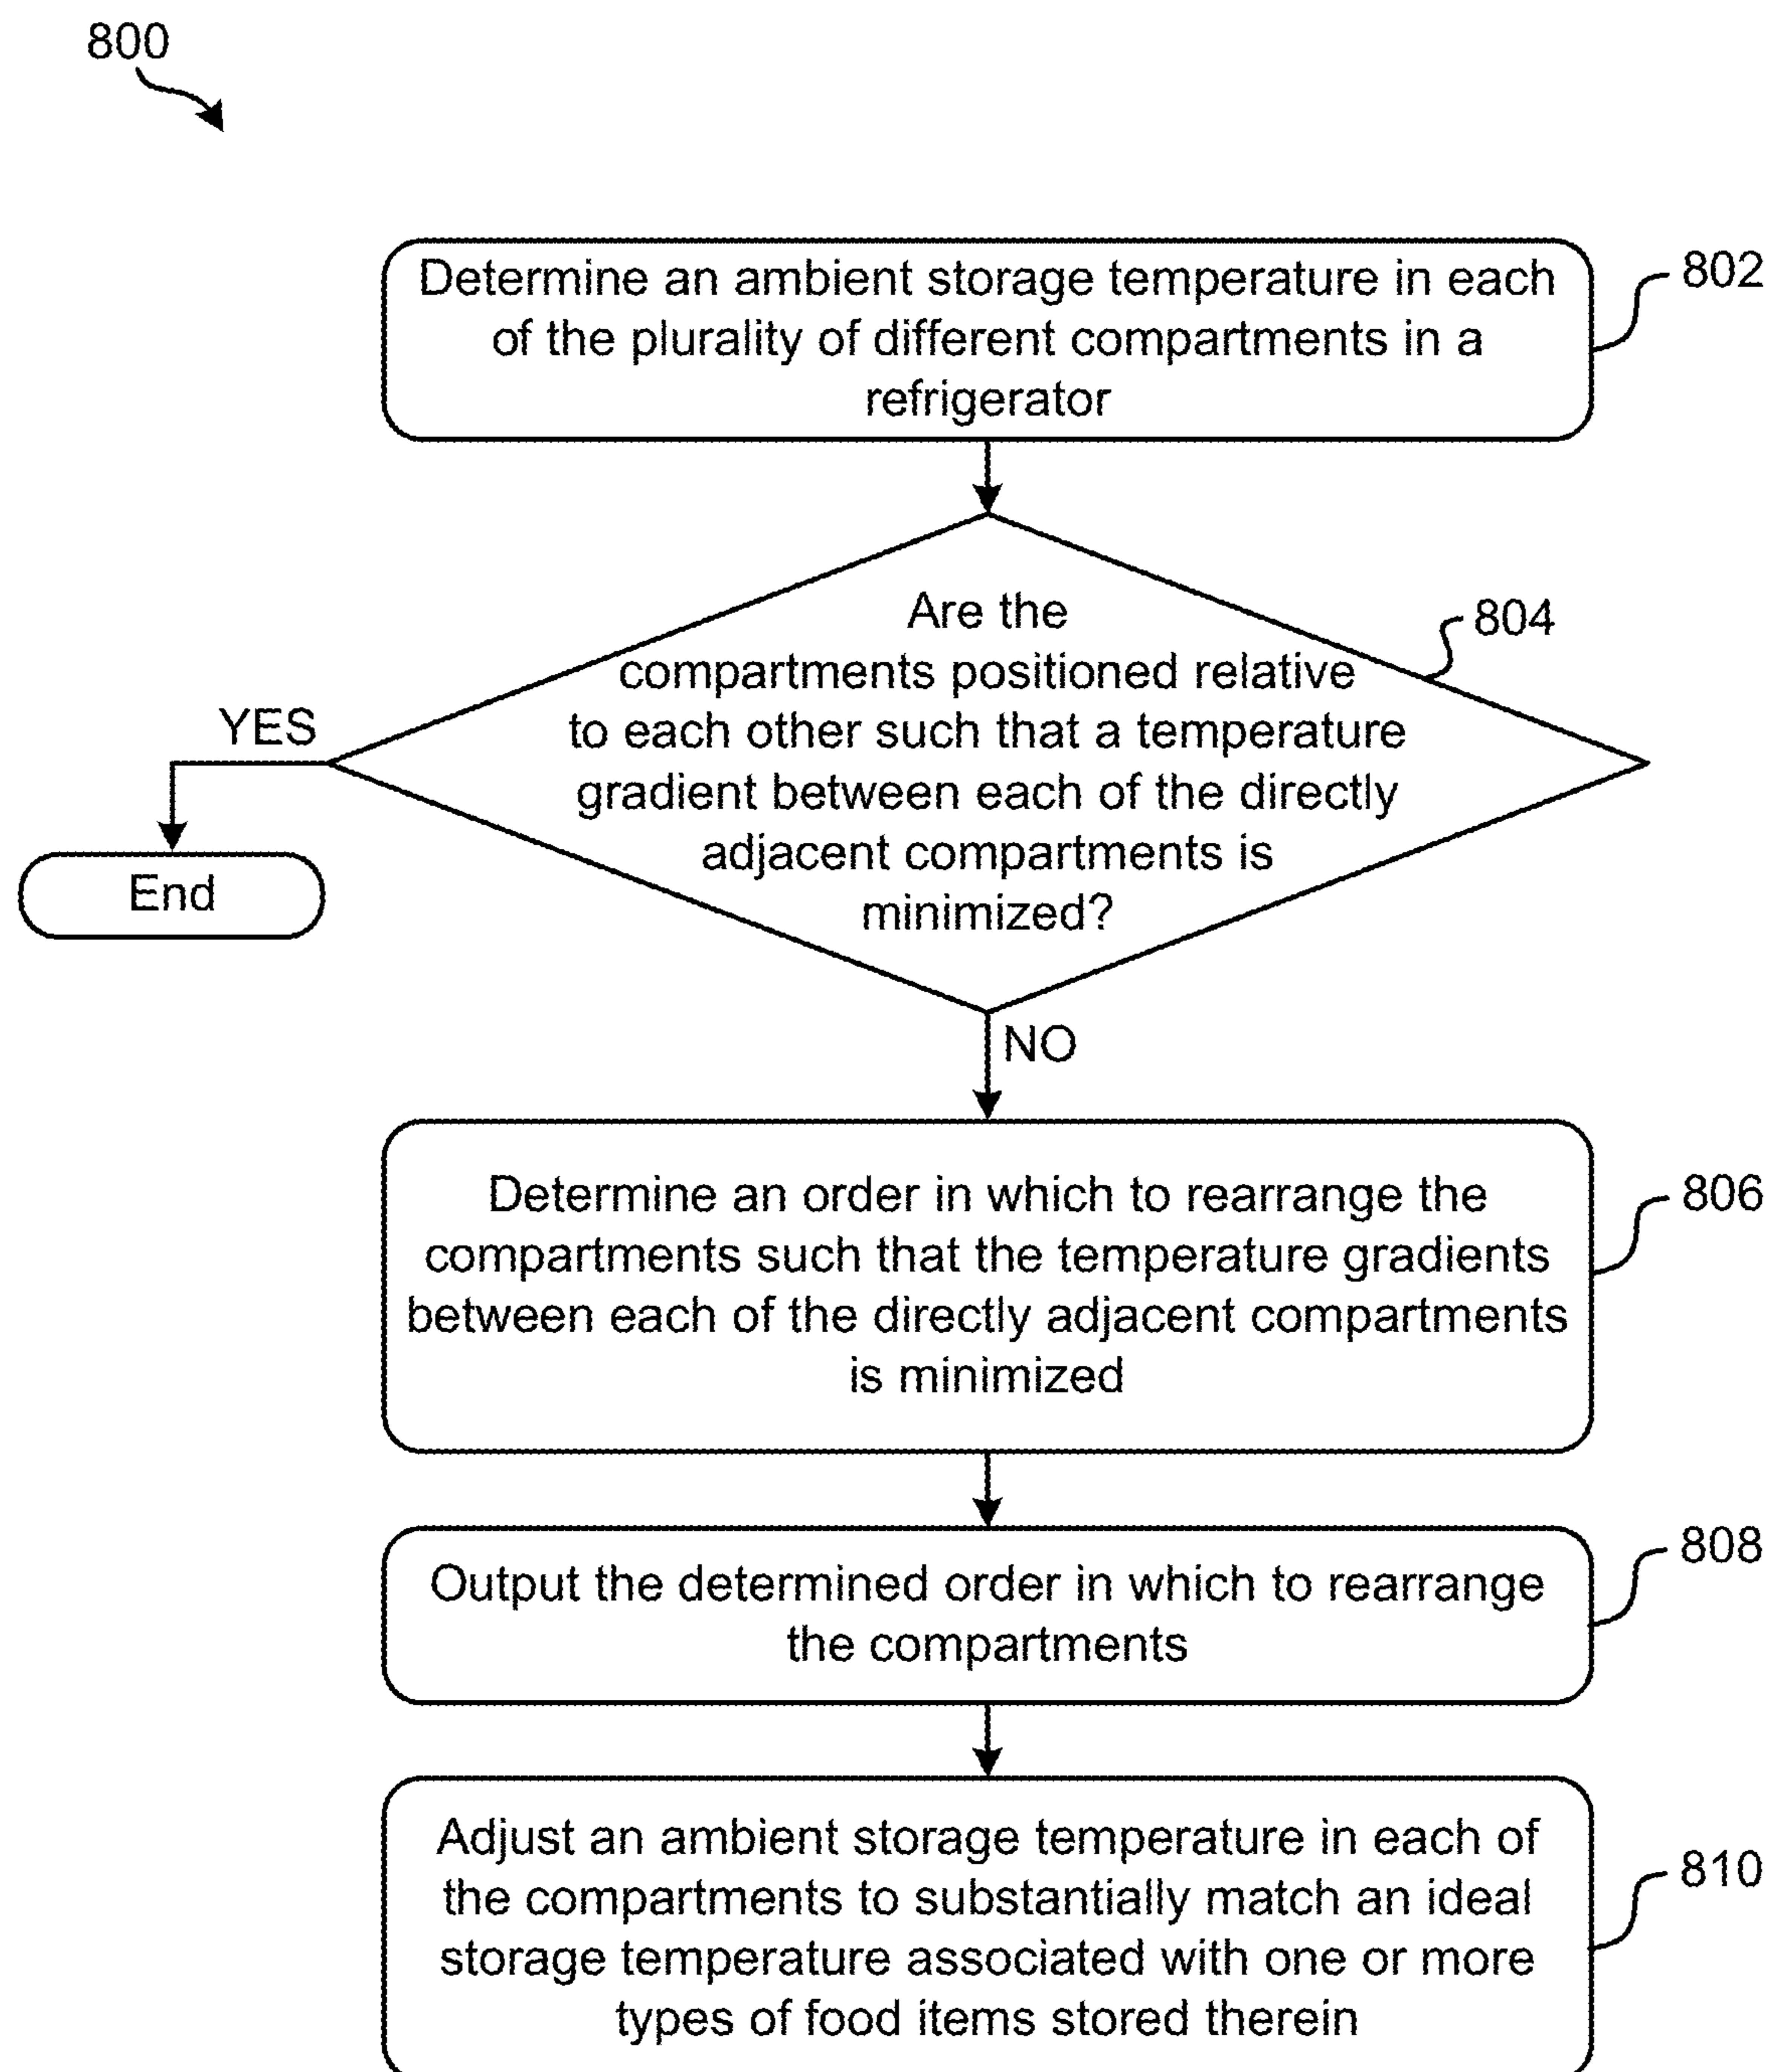 800
Determine an ambient storage temperature in each
of the plurality of different compartments in a
refrigerator
802
Are the
compartments positioned relative
to each other such that a temperature
gradient between each of the directly
adjacent compartments is
minimized?
804
YES
End
NO
Determine an order in which to rearrange the
compartments such that the temperature gradients
between each of the directly adjacent compartments
is minimized
806
Output the determined order in which to rearrange
the compartments
808
Adjust an ambient storage temperature in each of
the compartments to substantially match an ideal
storage temperature associated with one or more
types of food items stored therein
810